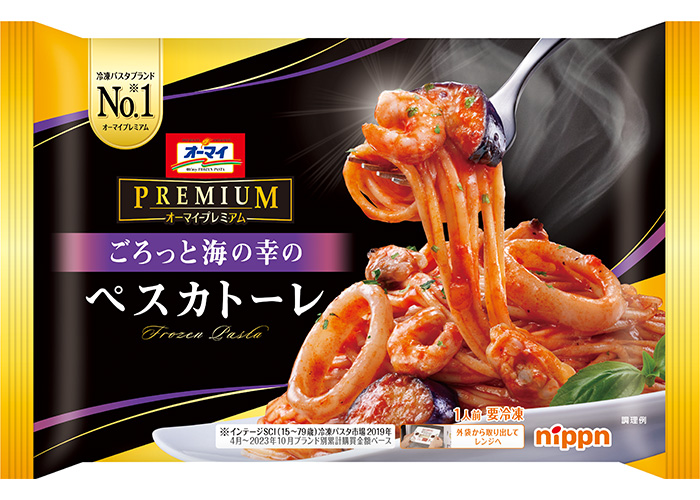 冷凍パスタブランド
※
No.1
オーマイプレミアム
オーマイ
PREMIUM
オーマイプレミアム
ごろっと海の幸の
ペスカトーレ
Frozen Pasta
1人前・要冷凍
※インテージSCI(15~79歳)冷凍パスタ市場2019年
4月~2023年10月ブランド別累計購買金額ベース
外袋から取り出して
レンジへ
nippn
調理例